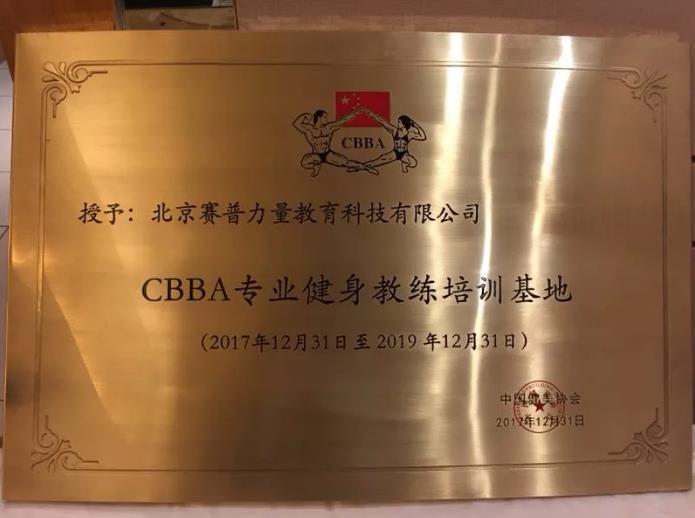 CBBA
授予：北京赛普力量教育科技有限公司
CBBA专业健身教练培训基地
（2017年12月31日至2019年12月31日）
中国健美协会
2017年12月31日